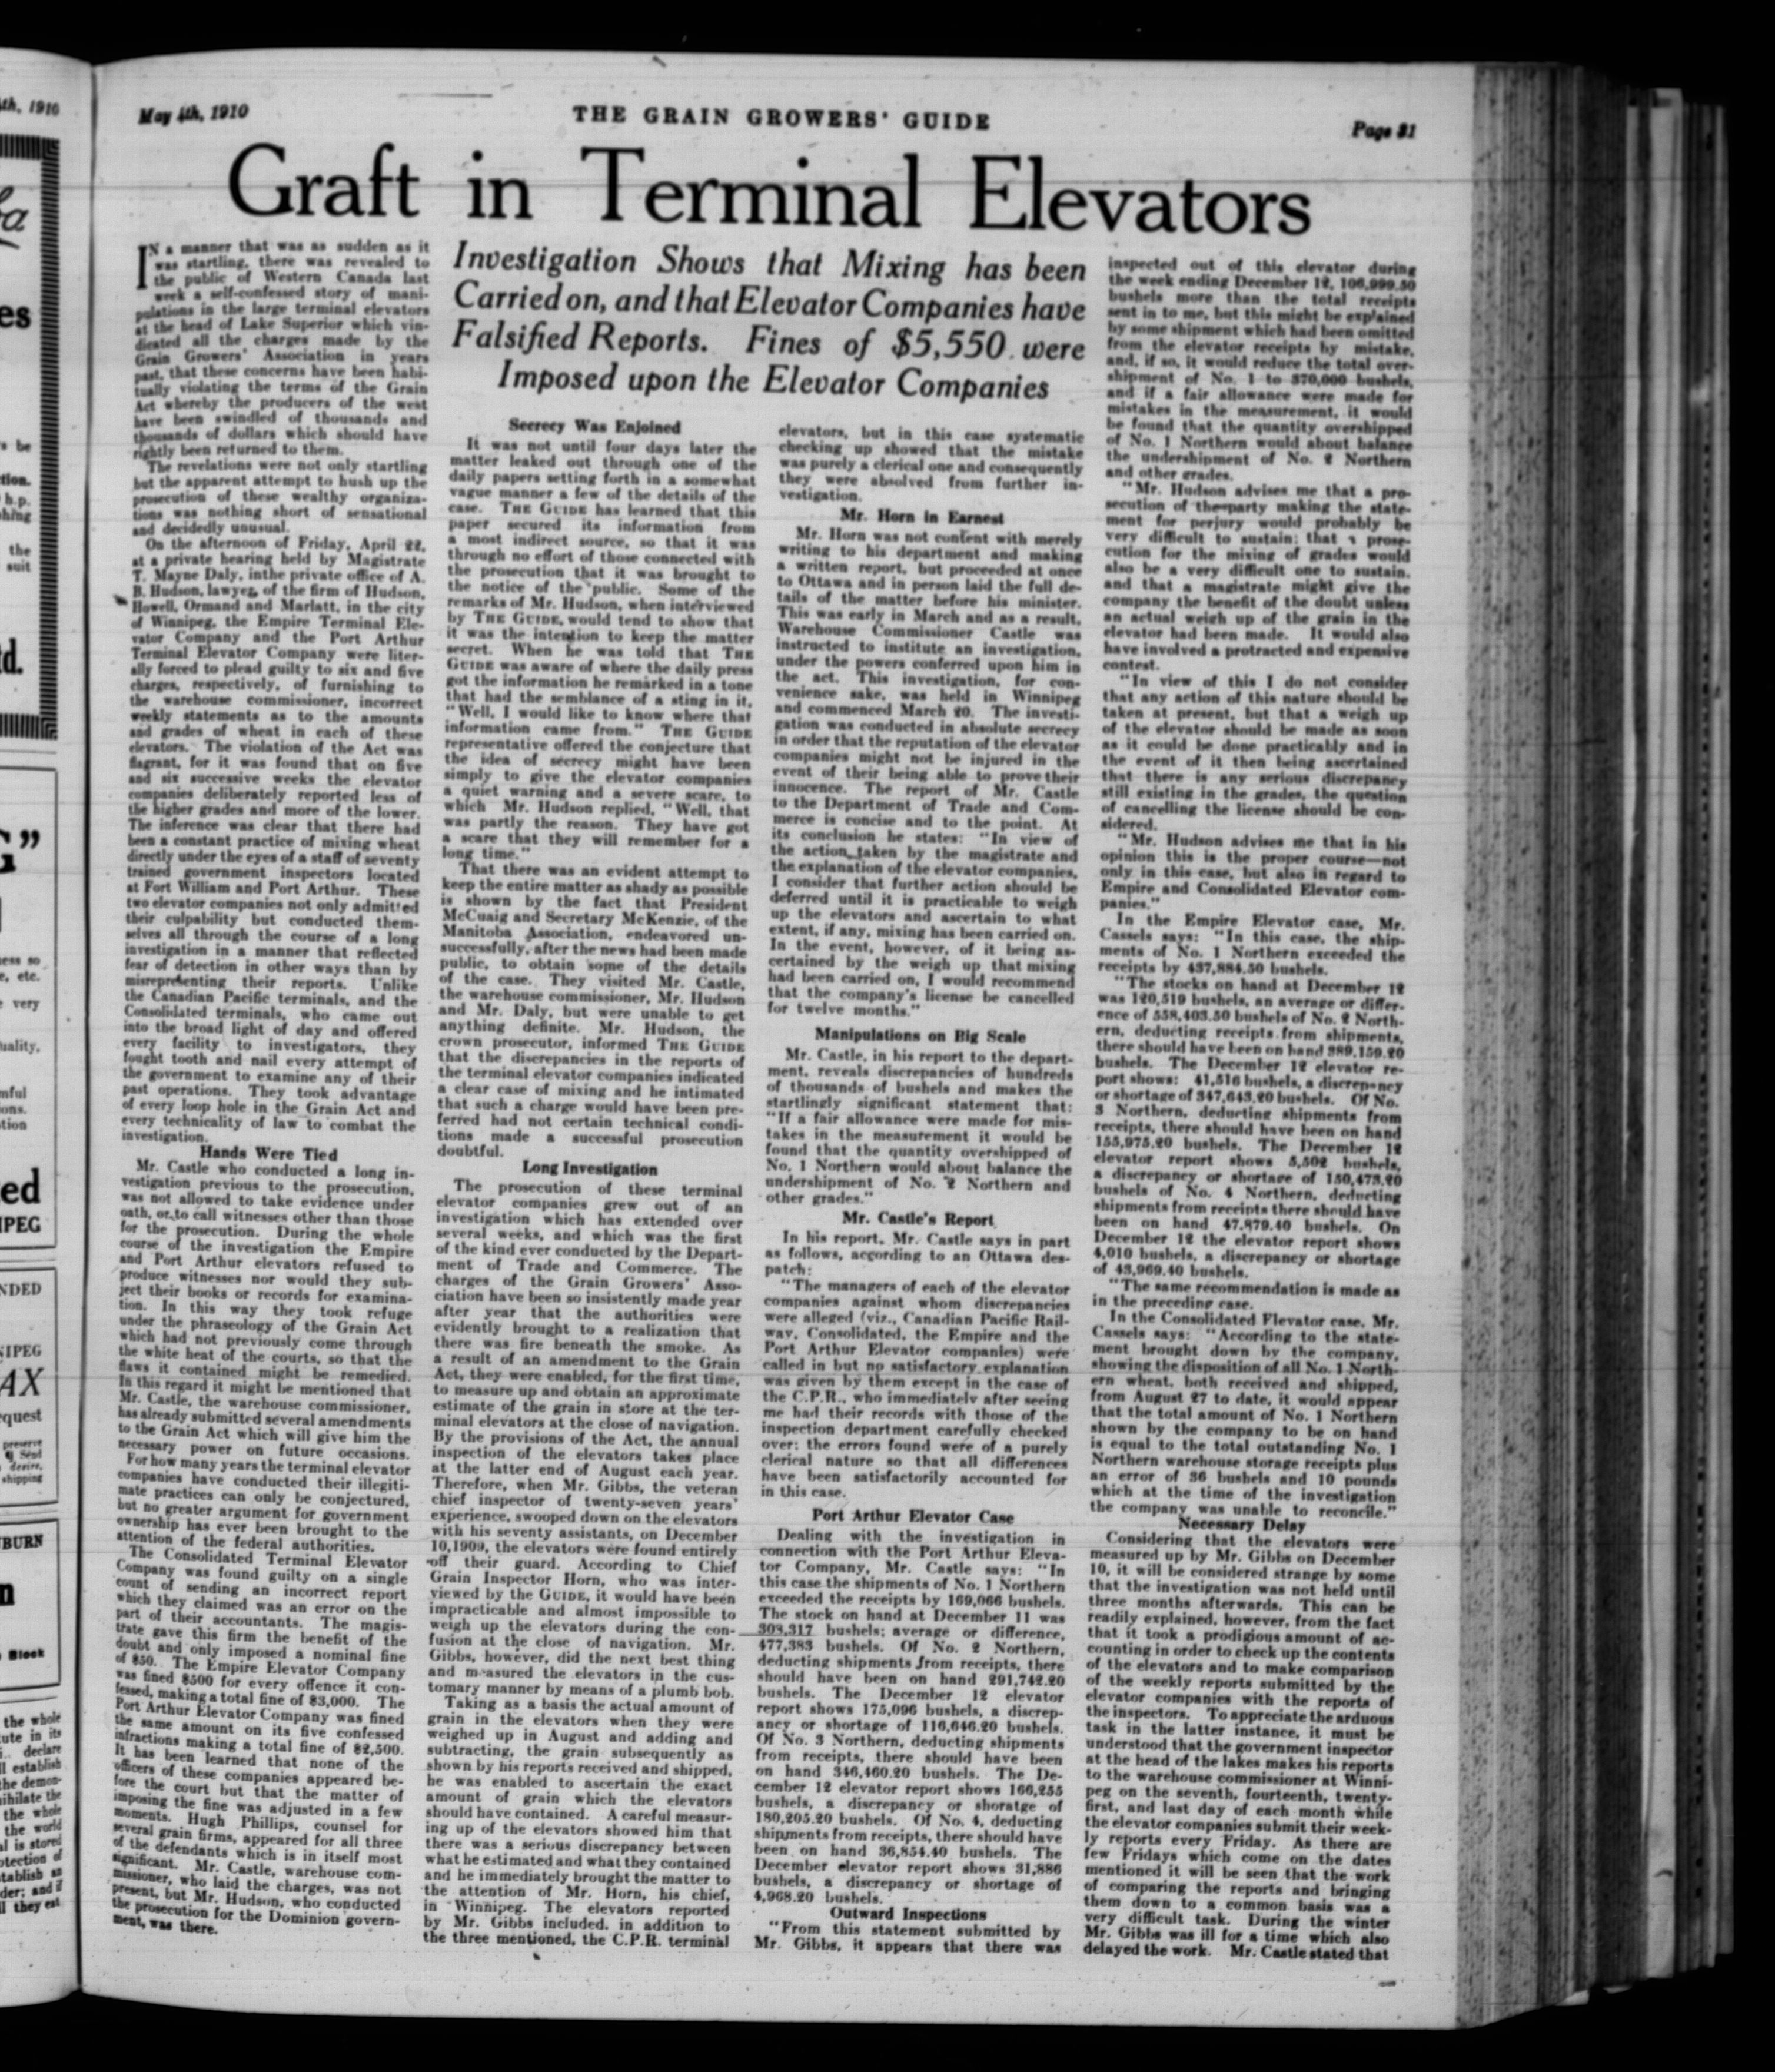 May 4th, 1910
THE GRAIN GROWERS' GUIDE
Page 21
Graft in Terminal Elevators
Investigation Shows that Mixing has been
Carried on, and that Elevator Companies have
Falsified Reports. Fines of $5,550 were
Imposed upon the Elevator Companies
IN a manner that was as sudden as it
was startling, there was revealed to
the public of Western Canada last
week a self-confessed story of mani-
pulations in the large terminal elevators
at the head of Lake Superior which vin-
dicated all the charges made by the
Grain Growers' Association in years
past, that these concerns have been habi-
tually violating the terms of the Grain
Act whereby the producers of the west
have been swindled of thousands and
thousands of dollars which should have
rightly been returned to them.
The revelations were not only startling
but the apparent attempt to hush up the
prosecution of these wealthy organiza-
tions was nothing short of sensational
and decidedly unusual.
On the afternoon of Friday, April 22,
at a private hearing held by Magistrate
T. Mayne Daly, inthe private office of A.
B. Hudson, lawyer, of the firm of Hudson,
Howell, Ormand and Marlatt, in the city
of Winnipeg, the Empire Terminal Ele-
vator Company and the Port Arthur
Terminal Elevator Company were liter-
ally forced to plead guilty to six and five
charges, respectively, of furnishing to
the warehouse commissioner, incorrect
weekly statements as to the amounts
and grades of wheat in each of these
elevators. The violation of the Act was
flagrant, for it was found that on five
and six successive weeks the elevator
companies deliberately reported less of
the higher grades and more of the lower.
The inference was clear that there had
been a constant practice of mixing wheat
directly under the eyes of a staff of seventy
trained government inspectors located
at Fort William and Port Arthur. These
two elevator companies not only admitted
their culpability but conducted them-
selves all through the course of a long
investigation in a manner that reflected
fear of detection in other ways than by
misrepresenting their reports. Unlike
the Canadian Pacific terminals, and the
Consolidated terminals, who came out
into the broad light of day and offered
every facility to investigators, they
fought tooth and nail every attempt of
the government to examine any of their
past operations. They took advantage
of every loop hole in the Grain Act and
every technicality of law to combat the
investigation.
Hands Were Tied
Mr. Castle who conducted a long in-
vestigation previous to the prosecution,
was not allowed to take evidence under
oath, or to call witnesses other than those
for the prosecution. During the whole
course of the investigation the Empire
and Port Arthur elevators refused to
produce witnesses nor would they sub-
ject their books or records for examina-
tion. In this way they took refuge
under the phraseology of the Grain Act
which had not previously come through
the white heat of the courts, so that the
flaws it contained might be remedied.
In this regard it might be mentioned that
Mr. Castle, the warehouse commissioner,
has already submitted several amendments
to the Grain Act which will give him the
necessary power on future occasions.
For how many years the terminal elevator
companies have conducted their illegiti-
mate practices can only be conjectured,
but no greater argument for government
ownership has ever been brought to the
attention of the federal authorities.
The Consolidated Terminal Elevator
Company was found guilty on a single
count of sending an incorrect report
which they claimed was an error on the
part of their accountants. The magis-
trate gave this firm the benefit of the
doubt and only imposed a nominal fine
of $50. The Empire Elevator Company
was fined $500 for every offence it con-
fessed, making a total fine of $3,000. The
Port Arthur Elevator Company was fined
the same amount on its five confessed
infractions making a total fine of $2,500.
It has been learned that none of the
officers of these companies appeared be-
fore the court but that the matter of
imposing the fine was adjusted in a few
moments. Hugh Phillips, counsel for
several grain firms, appeared for all three
of the defendants which is in itself most
significant. Mr. Castle, warehouse com-
missioner, who laid the charges, was not
present, but Mr. Hudson, who conducted
the prosecution for the Dominion govern-
ment, was there.
Secrecy Was Enjoined
It was not until four days later the
matter leaked out through one of the
daily papers setting forth in a somewhat
vague manner a few of the details of the
case. THE GUIDE has learned that this
paper secured its information from
a most indirect source, so that it was
through no effort of those connected with
the prosecution that it was brought to
the notice of the public. Some of the
remarks of Mr. Hudson, when interviewed
by THE GUIDE, would tend to show that
it was the intention to keep the matter
secret. When he was told that THE
GUIDE was aware of where the daily press
got the information he remarked in a tone
that had the semblance of a sting in it,
"Well, I would like to know where that
information came from." THE GUIDE
representative offered the conjecture that
the idea of secrecy might have been
simply to give the elevator companies
a quiet warning and a severe scare, to
which Mr. Hudson replied, "Well, that
was partly the reason. They have got
a scare that they will remember for a
long time."
That there was an evident attempt to
keep the entire matter as shady as possible
is shown by the fact that President
McCuaig and Secretary McKenzie, of the
Manitoba Association, endeavored un-
successfully, after the news had been made
public, to obtain some of the details
of the case. They visited Mr. Castle,
the warehouse commissioner, Mr. Hudson
and Mr. Daly, but were unable to get
anything definite. Mr. Hudson, the
crown prosecutor, informed THE GUIDE
that the discrepancies in the reports of
the terminal elevator companies indicated
a clear case of mixing and he intimated
that such a charge would have been pre-
ferred had not certain technical condi-
tions made a successful prosecution
doubtful.
Long Investigation
The prosecution of these terminal
elevator companies grew out of an
investigation which has extended over
several weeks, and which was the first
of the kind ever conducted by the Depart-
ment of Trade and Commerce. The
charges of the Grain Growers' Asso-
ciation have been so insistently made year
after year that the authorities were
evidently brought to a realization that
there was fire beneath the smoke. As
a result of an amendment to the Grain
Act, they were enabled, for the first time,
to measure up and obtain an approximate
estimate of the grain in store at the ter-
minal elevators at the close of navigation.
By the provisions of the Act, the annual
inspection of the elevators takes place
at the latter end of August each year.
Therefore, when Mr. Gibbs, the veteran
chief inspector of twenty-seven years'
experience, swooped down on the elevators
with his seventy assistants, on December
10,1909, the elevators were found entirely
off their guard. According to Chief
Grain Inspector Horn, who was inter-
viewed by the GUIDE, it would have been
impracticable and almost impossible to
weigh up the elevators during the con-
fusion at the close of navigation. Mr.
Gibbs, however, did the next best thing
and measured the elevators in the cus-
tomary manner by means of a plumb bob.
Taking as a basis the actual amount of
grain in the elevators when they were
weighed up in August and adding and
subtracting, the grain subsequently as
shown by his reports received and shipped,
he was enabled to ascertain the exact
amount of grain which the elevators
should have contained. A careful measur-
ing up of the elevators showed him that
there was a serious discrepancy between
what he estimated and what they contained
and he immediately brought the matter to
the attention of Mr. Horn, his chief,
in Winnipeg. The elevators reported
by Mr. Gibbs included, in addition to
the three mentioned, the C.P.R. terminal
elevators, but in this case systematic
checking up showed that the mistake
was purely a clerical one and consequently
they were absolved from further in-
vestigation.
Mr. Horn in Earnest
Mr. Horn was not content with merely
writing to his department and making
a written report, but proceeded at once
to Ottawa and in person laid the full de-
tails of the matter before his minister.
This was early in March and as a result,
Warehouse Commissioner Castle was
instructed to institute an investigation,
under the powers conferred upon him in
the act. This investigation, for con-
venience sake, was held in Winnipeg
and commenced March 20. The investi-
gation was conducted in absolute secrecy
in order that the reputation of the elevator
companies might not be injured in the
event of their being able to prove their
innocence. The report of Mr. Castle
to the Department of Trade and Com-
merce is concise and to the point. At
its conclusion he states: "In view of
the action taken by the magistrate and
the explanation of the elevator companies,
I consider that further action should be
deferred until it is practicable to weigh
up the elevators and ascertain to what
extent, if any, mixing has been carried on.
In the event, however, of it being as-
certained by the weigh up that mixing
had been carried on, I would recommend
that the company's license be cancelled
for twelve months."
Manipulations on Big Scale
Mr. Castle, in his report to the depart-
ment, reveals discrepancies of hundreds
of thousands of bushels and makes the
startlingly significant statement that:
"If a fair allowance were made for mis-
takes in the measurement it would be
found that the quantity overshipped of
No. 1 Northern would about balance the
undershipment of No. 2 Northern and
other grades."
Mr. Castle's Report
In his report, Mr. Castle says in part
as follows, according to an Ottawa des-
patch:
"The managers of each of the elevator
companies against whom discrepancies
were alleged (viz., Canadian Pacific Rail-
way, Consolidated, the Empire and the
Port Arthur Elevator companies) were
called in but no satisfactory explanation
was given by them except in the case of
the C.P.R., who immediately after seeing
me had their records with those of the
inspection department carefully checked
over; the errors found were of a purely
clerical nature so that all differences
have been satisfactorily accounted for
in this case.
Port Arthur Elevator Case
Dealing with the investigation in
connection with the Port Arthur Eleva-
tor Company, Mr. Castle says: "In
this case the shipments of No. 1 Northern
exceeded the receipts by 169,066 bushels.
The stock on hand at December 11 was
308,317 bushels; average or difference,
477,383 bushels. Of No. 2 Northern,
deducting shipments from receipts, there
should have been on hand 291,742.20
bushels. The December 12 elevator
report shows 175,096 bushels, a discrep-
ancy or shortage of 116,646.20 bushels.
Of No. 3 Northern, deducting shipments
from receipts, there should have been
on hand 346,460.20 bushels. The De-
cember 12 elevator report shows 166,255
bushels, a discrepancy or shoratge of
180,205.20 bushels. Of No. 4, deducting
shipments from receipts, there should have
been on hand 36,854.40 bushels. The
December elevator report shows 31,886
bushels, a discrepancy or shortage of
4,968.20 bushels.
Outward Inspections
"From this statement submitted by
Mr. Gibbs, it appears that there was
inspected out of this elevator during
the week ending December 12, 106,999.50
bushels more than the total receipts
sent in to me, but this might be explained
by some shipment which had been omitted
from the elevator receipts by mistake,
and, if so, it would reduce the total over-
shipment of No. 1 to 370,000 bushels,
and if a fair allowance were made for
mistakes in the measurement, it would
be found that the quantity overshipped
of No. 1 Northern would about balance
the undershipment of No. 2 Northern
and other grades.
"Mr. Hudson advises me that a pro-
secution of the party making the state-
ment for perjury would probably be
very difficult to sustain; that a prose-
cution for the mixing of grades would
also be a very difficult one to sustain,
and that a magistrate might give the
company the benefit of the doubt unless
an actual weigh up of the grain in the
elevator had been made. It would also
have involved a protracted and expensive
contest.
"In view of this I do not consider
that any action of this nature should be
taken at present, but that a weigh up
of the elevator should be made as soon
as it could be done practicably and in
the event of it then being ascertained
that there is any serious discrepancy
still existing in the grades, the question
of cancelling the license should be con-
sidered.
"Mr. Hudson advises me that in his
opinion this is the proper course—not
only in this case, but also in regard to
Empire and Consolidated Elevator com-
panies."
In the Empire Elevator case, Mr.
Cassels says: "In this case, the ship-
ments of No. 1 Northern exceeded the
receipts by 437,884.50 bushels.
"The stocks on hand at December 12
was 120,519 bushels, an average or differ-
ence of 558,403.50 bushels of No. 2 North-
ern, deducting receipts from shipments,
there should have been on hand 389,159.20
bushels. The December 12 elevator re-
port shows: 41,516 bushels, a discrepancy
or shortage of 347,643.20 bushels. Of No.
3 Northern, deducting shipments from
receipts, there should have been on hand
155,975.20 bushels. The December 12
elevator report shows 5,502 bushels,
a discrepancy or shortage of 150,473.20
bushels of No. 4 Northern, deducting
shipments from receipts there should have
been on hand 47,979.40 bushels. On
December 12 the elevator report shows
4,010 bushels, a discrepancy or shortage
of 43,969.40 bushels.
"The same recommendation is made as
in the preceding case.
In the Consolidated Elevator case, Mr.
Cassels says: "According to the state-
ment brought down by the company,
showing the disposition of all No. 1 North-
ern wheat, both received and shipped,
from August 27 to date, it would appear
that the total amount of No. 1 Northern
shown by the company to be on hand
is equal to the total outstanding No. 1
Northern warehouse storage receipts plus
an error of 36 bushels and 10 pounds
which at the time of the investigation
the company was unable to reconcile."
Necessary Delay
Considering that the elevators were
measured up by Mr. Gibbs on December
10, it will be considered strange by some
that the investigation was not held until
three months afterwards. This can be
readily explained, however, from the fact
that it took a prodigious amount of ac-
counting in order to check up the contents
of the elevators and to make comparison
of the weekly reports submitted by the
elevator companies with the reports of
the inspectors. To appreciate the arduous
task in the latter instance, it must be
understood that the government inspector
at the head of the lakes makes his reports
to the warehouse commissioner at Winni-
peg on the seventh, fourteenth, twenty-
first, and last day of each month while
the elevator companies submit their week-
ly reports every Friday. As there are
few Fridays which come on the dates
mentioned it will be seen that the work
of comparing the reports and bringing
them down to a common basis was a
very difficult task. During the winter
Mr. Gibbs was ill for a time which also
delayed the work. Mr. Castle stated that